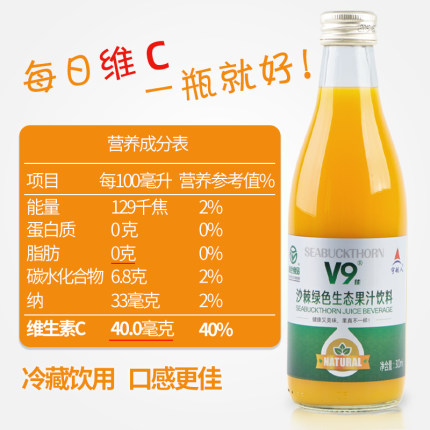 每日维C
一瓶就好！
营养成分表
项目 每100毫升 营养参考值%
能量 129千焦 2%
蛋白质 0克 0%
脂肪 0克 0%
碳水化合物 6.8克 2%
纳 33毫克 2%
维生素C 40.0毫克 40%
冷藏饮用 口感更佳
SEABUCKTHORN
V9
沙棘绿色生态果汁饮料
SEABUCKTHORN JUICE BEVERAGE
NATURAL